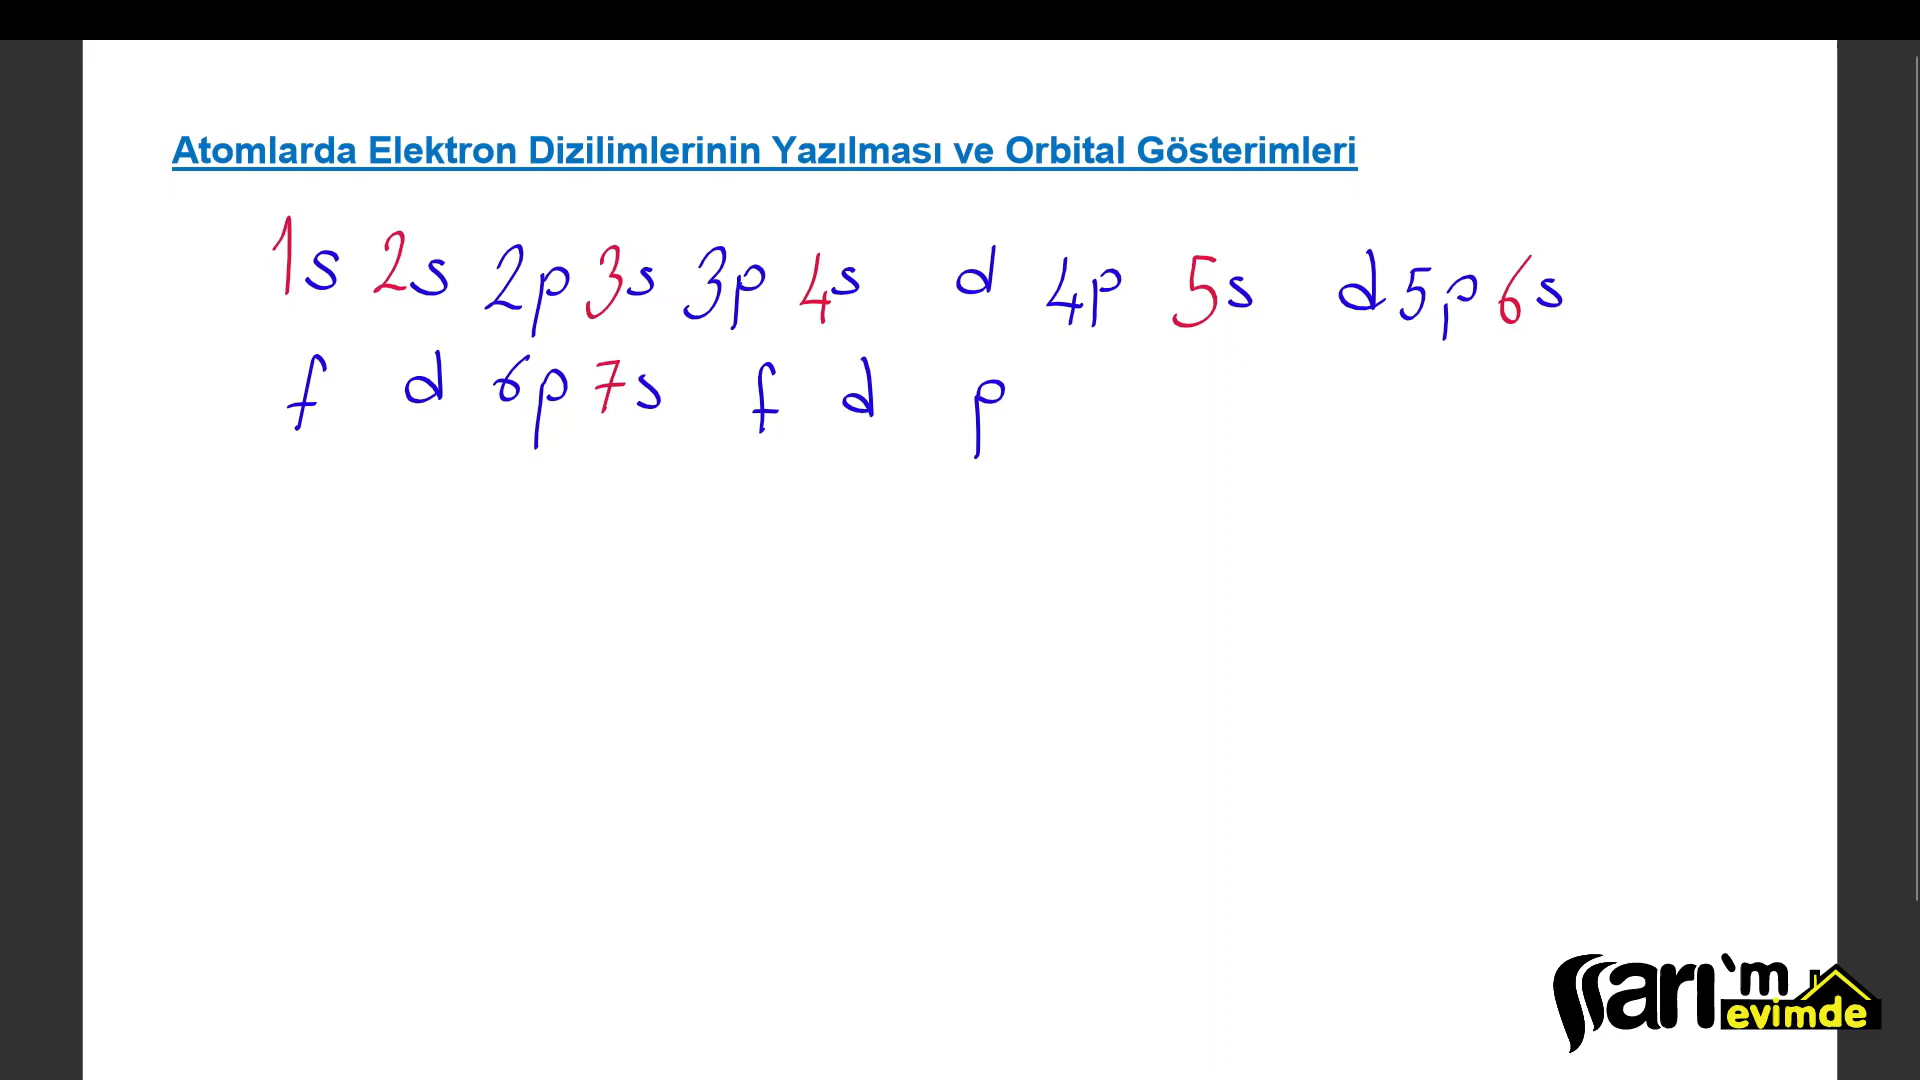 Atomlarda Elektron Dizilimlerinin Yazılması ve Orbital Gösterimleri
1s 2s 2p 3s 3p 4s d 4p 5s d 5p 6s
f d 6p 7s f d p
sarı'm
evimde